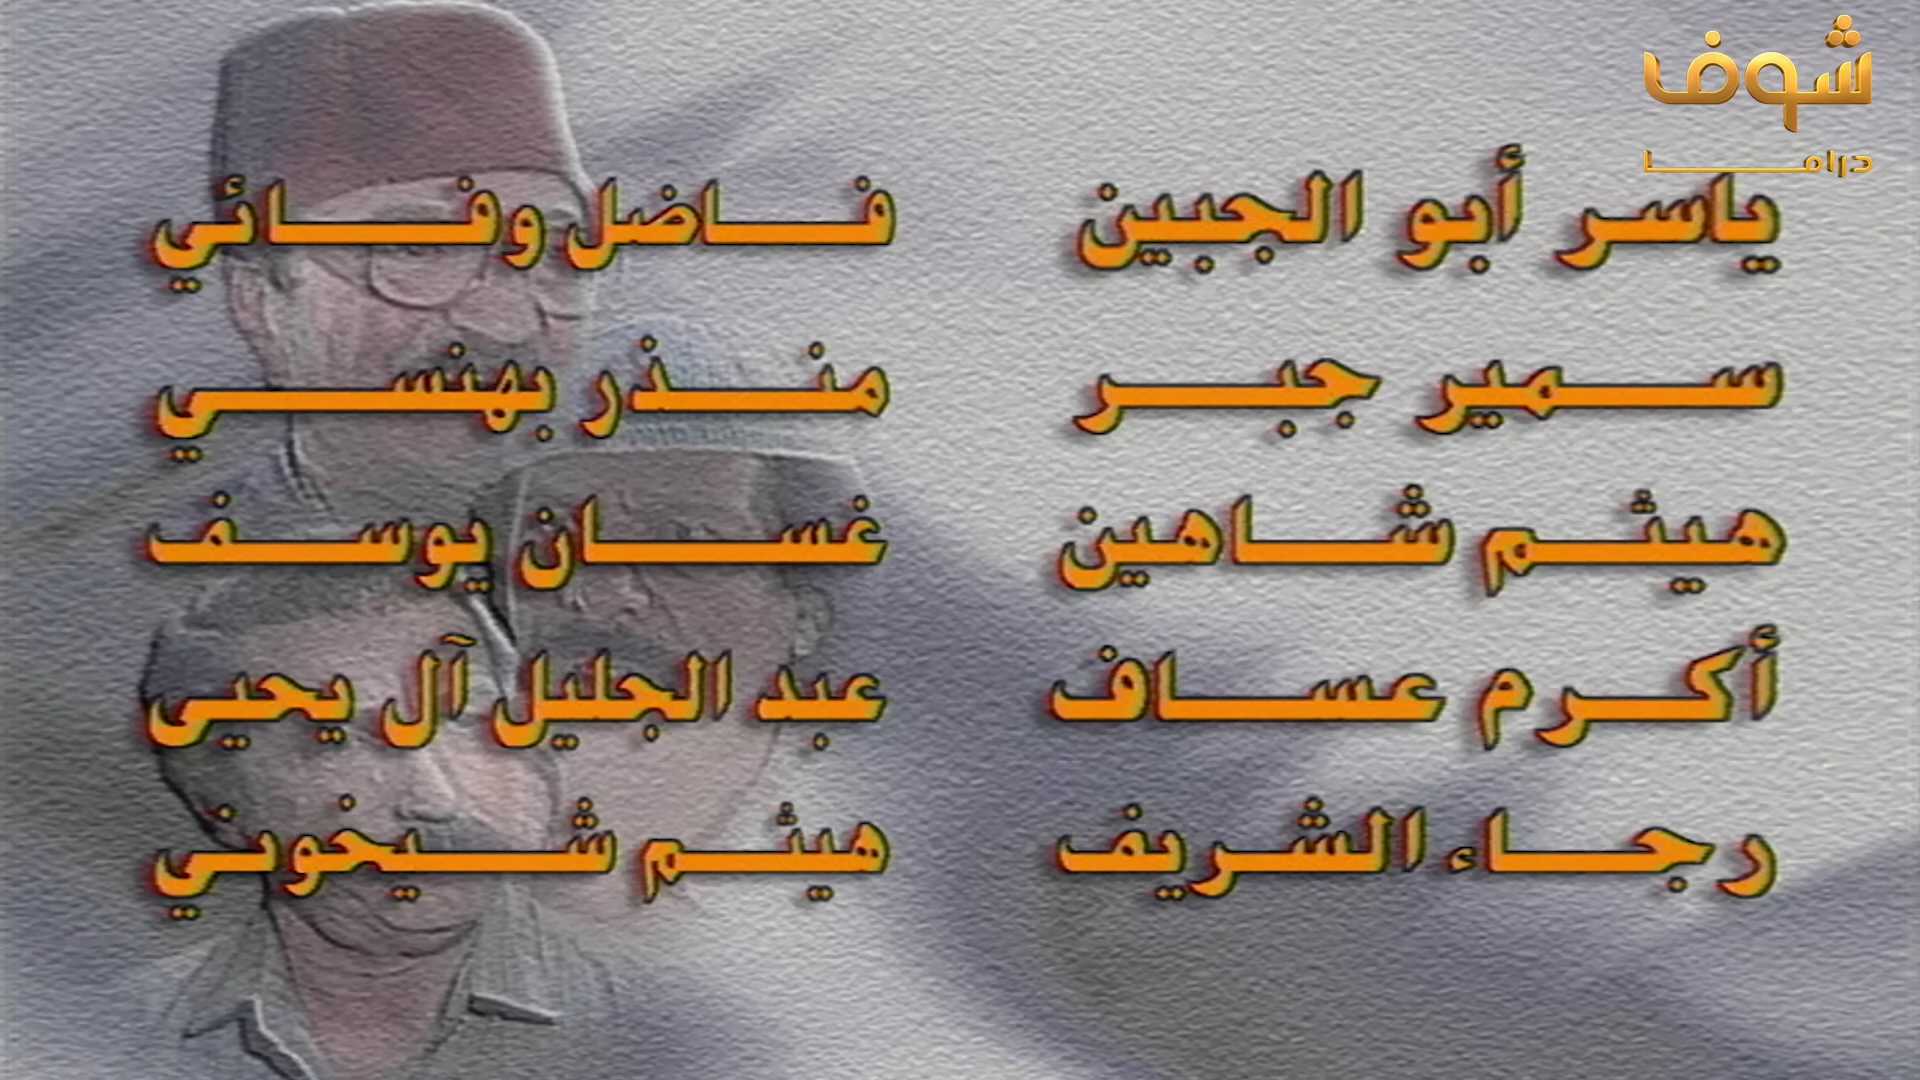 شوف
دراما
ياسر أبو الجبين
فاضل وفائي
سمير جبر
منذر بهنسي
هيثم شاهين
غسان يوسف
أكرم عساف
عبد الجليل آل يحيى
رجاء الشريف
هيثم شيخوني